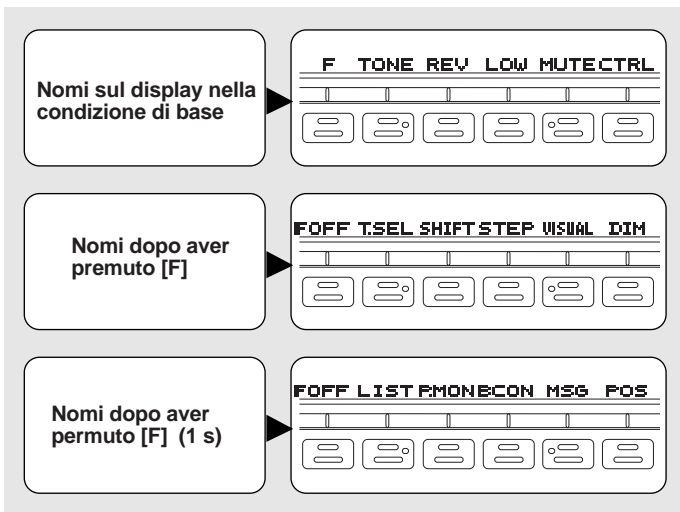 Nomi sul display nella
condizione di base
F TONE REV LOW MUTE CTRL
Nomi dopo aver
premuto [F]
FOFF T.SEL SHIFT STEP VISUAL DIM
Nomi dopo aver
permuto [F] (1 s)
FOFF LIST P.MON BCON MSG POS